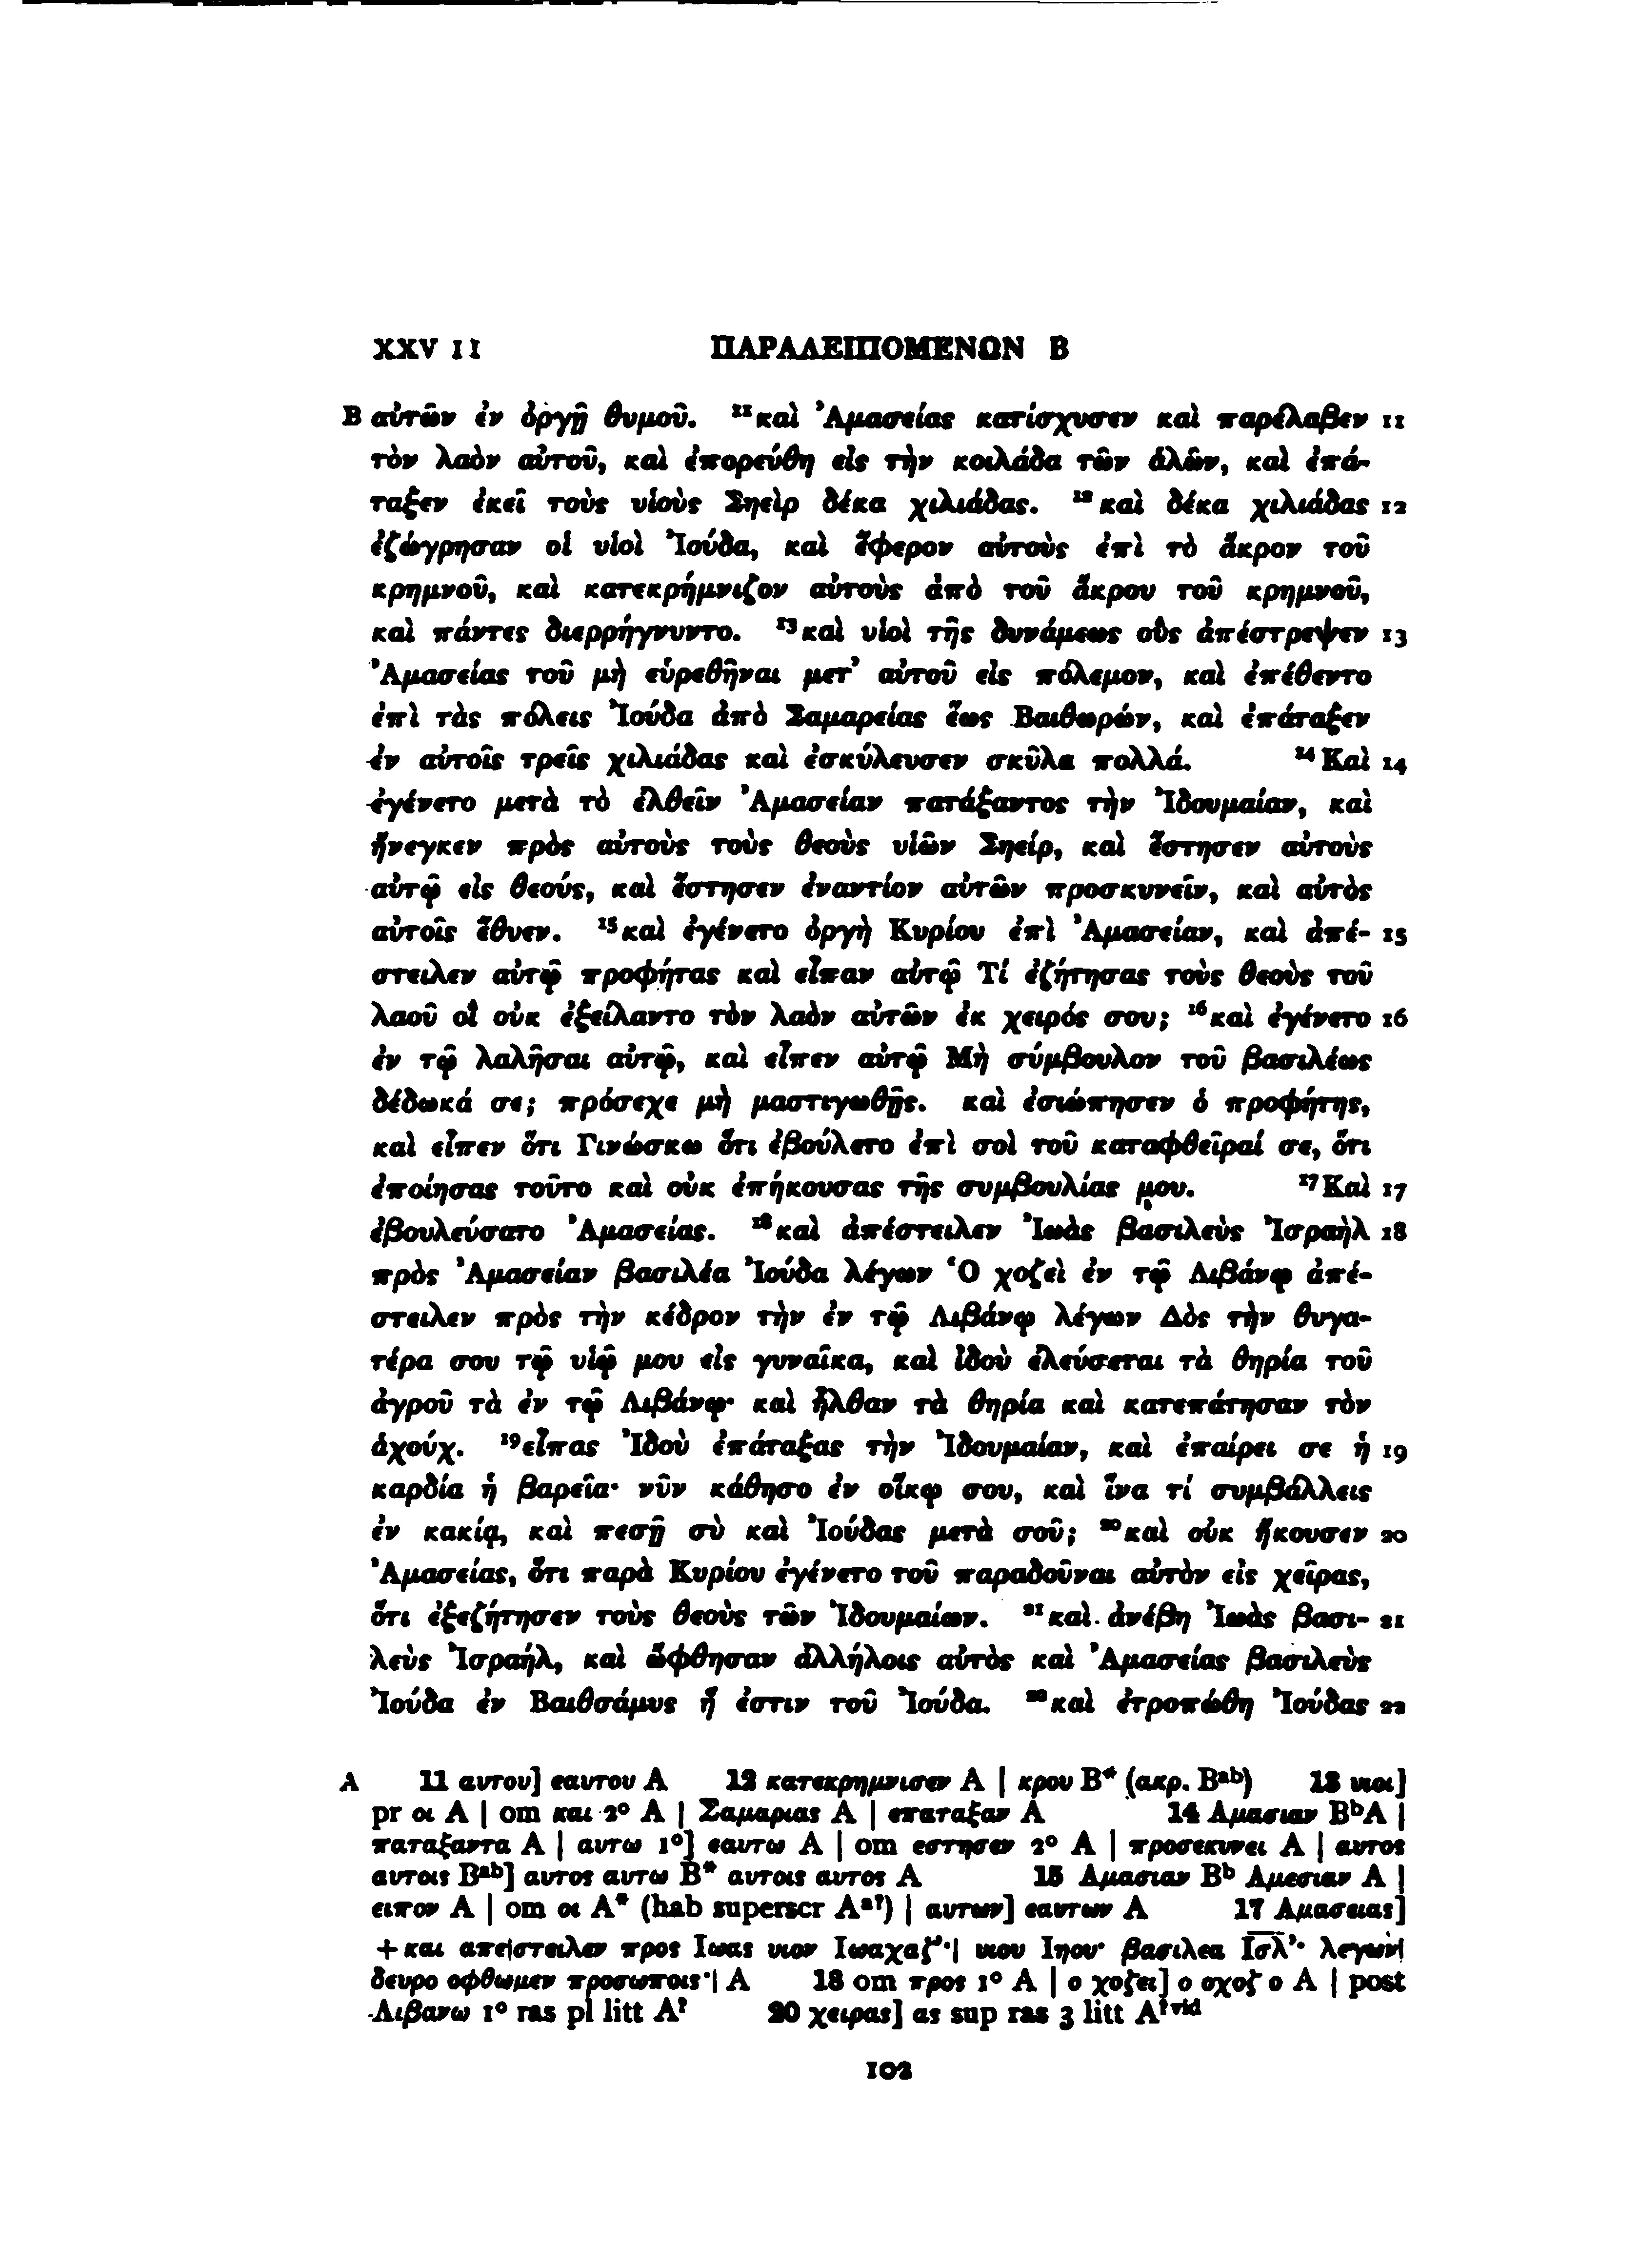 XXV 11 ΠΑΡΑΛΕΙΠΟΜΕΝΩΝ Β
B αὐτῶν ἐν ὀργῇ θυμοῦ. ¹¹καὶ Ἀμασείας κατίσχυσεν καὶ παρέλαβεν 11
τὸν λαὸν αὐτοῦ, καὶ ἐπορεύθη εἰς τὴν κοιλάδα τῶν ἁλῶν, καὶ ἐπά-
ταξεν ἐκεῖ τοὺς υἱοὺς Σηεὶρ δέκα χιλιάδας. ¹²καὶ δέκα χιλιάδας 12
ἐζώγρησαν οἱ υἱοὶ Ἰούδα, καὶ ἔφερον αὐτοὺς ἐπὶ τὸ ἄκρον τοῦ
κρημνοῦ, καὶ κατεκρήμνιζον αὐτοὺς ἀπὸ τοῦ ἄκρου τοῦ κρημνοῦ,
καὶ πάντες διερρήγνυντο. ¹³καὶ υἱοὶ τῆς δυνάμεως οὓς ἀπέστρεψεν 13
Ἀμασείας τοῦ μὴ εὑρεθῆναι μετ᾽ αὐτοῦ εἰς πόλεμον, καὶ ἐπέθεντο
ἐπὶ τὰς πόλεις Ἰούδα ἀπὸ Σαμαρείας ἕως Βαιθωρών, καὶ ἐπάταξεν
ἐν αὐτοῖς τρεῖς χιλιάδας καὶ ἐσκύλευσεν σκῦλα πολλά. ¹⁴Καὶ 14
ἐγένετο μετὰ τὸ ἐλθεῖν Ἀμασείαν πατάξαντος τὴν Ἰδουμαίαν, καὶ
ἤνεγκεν πρὸς αὐτοὺς τοὺς θεοὺς υἱῶν Σηείρ, καὶ ἔστησεν αὐτοὺς
αὐτῷ εἰς θεούς, καὶ ἔστησεν ἐναντίον αὐτῶν προσκυνεῖν, καὶ αὐτὸς
αὐτοῖς ἔθυεν. ¹⁵καὶ ἐγένετο ὀργὴ Κυρίου ἐπὶ Ἀμασείαν, καὶ ἀπέ- 15
στειλεν αὐτῷ προφήτας καὶ εἶπαν αὐτῷ Τί ἐζήτησας τοὺς θεοὺς τοῦ
λαοῦ οἳ οὐκ ἐξείλαντο τὸν λαὸν αὐτῶν ἐκ χειρός σου; ¹⁶καὶ ἐγένετο 16
ἐν τῷ λαλῆσαι αὐτῷ, καὶ εἶπεν αὐτῷ Μὴ σύμβουλον τοῦ βασιλέως
δέδωκά σε; πρόσεχε μὴ μαστιγωθῇς. καὶ ἐσιώπησεν ὁ προφήτης,
καὶ εἶπεν ὅτι Γινώσκω ὅτι ἐβούλετο ἐπὶ σοὶ τοῦ καταφθεῖραί σε, ὅτι
ἐποίησας τοῦτο καὶ οὐκ ἐπήκουσας τῆς συμβουλίας μου. ¹⁷Καὶ 17
ἐβουλεύσατο Ἀμασείας. ¹⁸καὶ ἀπέστειλεν Ἰωὰς βασιλεὺς Ἰσραὴλ 18
πρὸς Ἀμασείαν βασιλέα Ἰούδα λέγων Ὁ χοζεὶ ἐν τῷ Λιβάνῳ ἀπέ-
στειλεν πρὸς τὴν κέδρον τὴν ἐν τῷ Λιβάνῳ λέγων Δὸς τὴν θυγα-
τέρα σου τῷ υἱῷ μου εἰς γυναῖκα, καὶ ἰδοὺ ἐλεύσεται τὰ θηρία τοῦ
ἀγροῦ τὰ ἐν τῷ Λιβάνῳ· καὶ ἦλθαν τὰ θηρία καὶ κατεπάτησαν τὸν
ἀχούχ. ¹⁹εἶπας Ἰδοὺ ἐπάταξας τὴν Ἰδουμαίαν, καὶ ἐπαίρει σε ἡ 19
καρδία ἡ βαρεῖα· νῦν κάθησο ἐν οἴκῳ σου, καὶ ἵνα τί συμβάλλεις
ἐν κακίᾳ, καὶ πεσῇ σὺ καὶ Ἰούδας μετὰ σοῦ; ²⁰καὶ οὐκ ἤκουσεν 20
Ἀμασείας, ὅτι παρὰ Κυρίου ἐγένετο τοῦ παραδοῦναι αὐτὸν εἰς χεῖρας,
ὅτι ἐξεζήτησεν τοὺς θεοὺς τῶν Ἰδουμαίων. ²¹καὶ ἀνέβη Ἰωὰς βασι- 21
λεὺς Ἰσραήλ, καὶ ὤφθησαν ἀλλήλοις αὐτὸς καὶ Ἀμασείας βασιλεὺς
Ἰούδα ἐν Βαιθσάμυς ἥ ἐστιν τοῦ Ἰούδα. ²²καὶ ἐτροπώθη Ἰούδας 22
A 11 αυτου] εαυτου A 12 κατεκρημνισεν A | κρου B* (ακρ. Bᵃᵇ) 13 υιοι]
pr οι A | om και 2º A | Σαμαριας A | επαταξαν A 14 Αμασιαν BᵇA |
παταξαντα A | αυτω 1º] εαυτω A | om εστησεν 2º A | προσεκυνει A | αυτος
αυτοις Bᵃᵇ] αυτος αυτω B* αυτοις αυτος A 15 Αμασιαν Bᵇ Αμεσιαν A |
ειπον A | om οι A* (hab superscr Aᵃ?) | αυτων] εαυτων A 17 Αμασειας]
+ και απε|στειλεν προς Ιωας υιον Ιωαχαζ’·| υιου Ιηου· βασιλεα Ισλ’· λεγων|
δευρο οφθωμεν προσωποις·| A 18 om προς 1º A | ο χοζει] ο οχοζ ο A | post
Λιβανω 1º ras pl litt A? 20 χειρας] ας sup ras 3 litt A?ᵛⁱᵈ
102